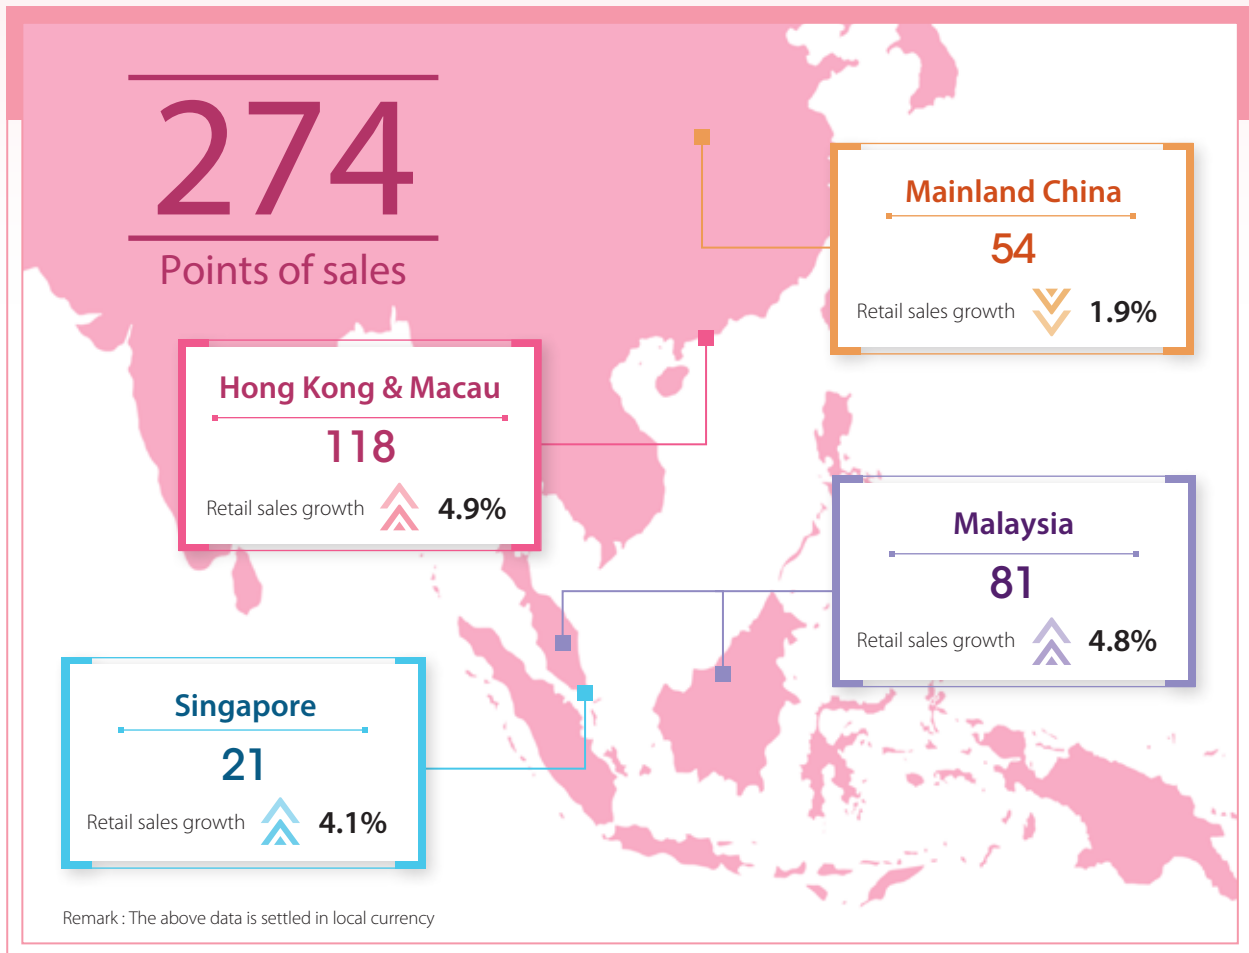 274
Points of sales
Mainland China
54
Retail sales growth 1.9%
Hong Kong & Macau
118
Retail sales growth 4.9%
Malaysia
81
Retail sales growth 4.8%
Singapore
21
Retail sales growth 4.1%
Remark : The above data is settled in local currency